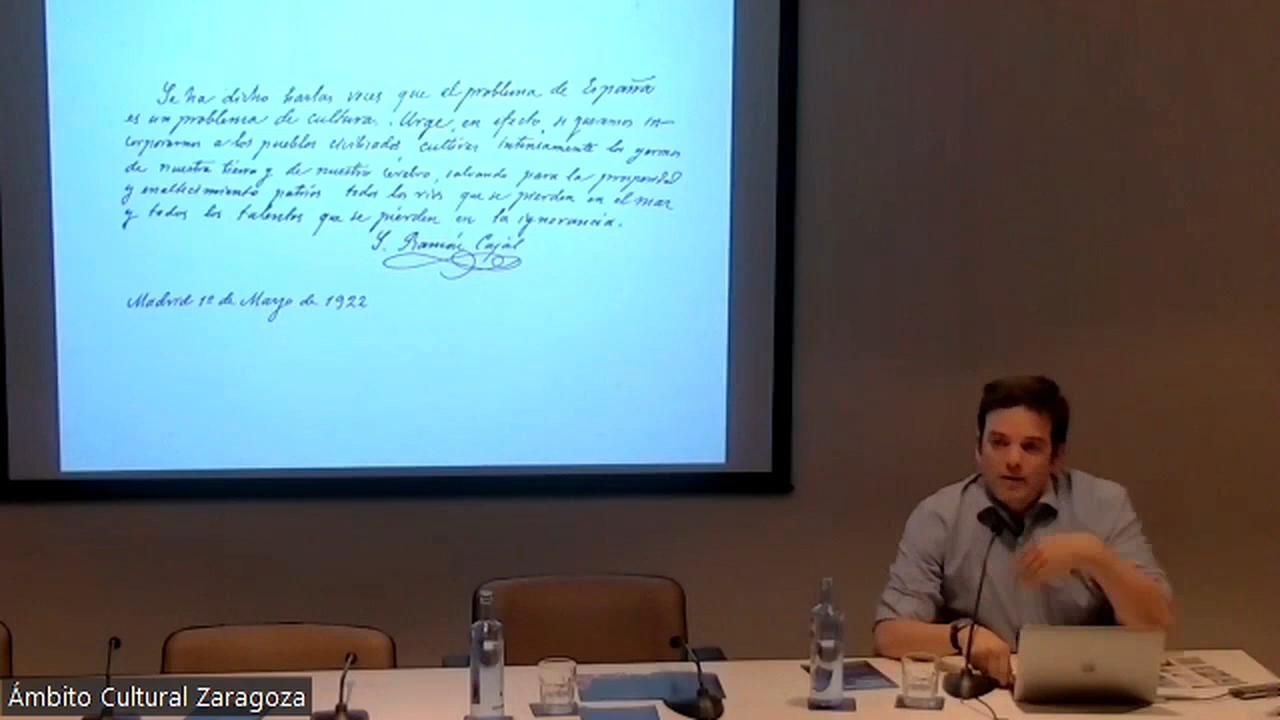 Se ha dicho hartas veces que el problema de España
es un problema de cultura. Urge, en efecto, si queremos in-
corporarnos a los pueblos civilizados cultivar intensamente los yermos
de nuestra tierra y de nuestro cerebro, salvando para la prosperidad
y enaltecimiento patrios todos los ríos que se pierden en el mar
y todos los talentos que se pierden en la ignorancia.
S. Ramón Cajal
Madrid 1º de Mayo de 1922
Ámbito Cultural Zaragoza